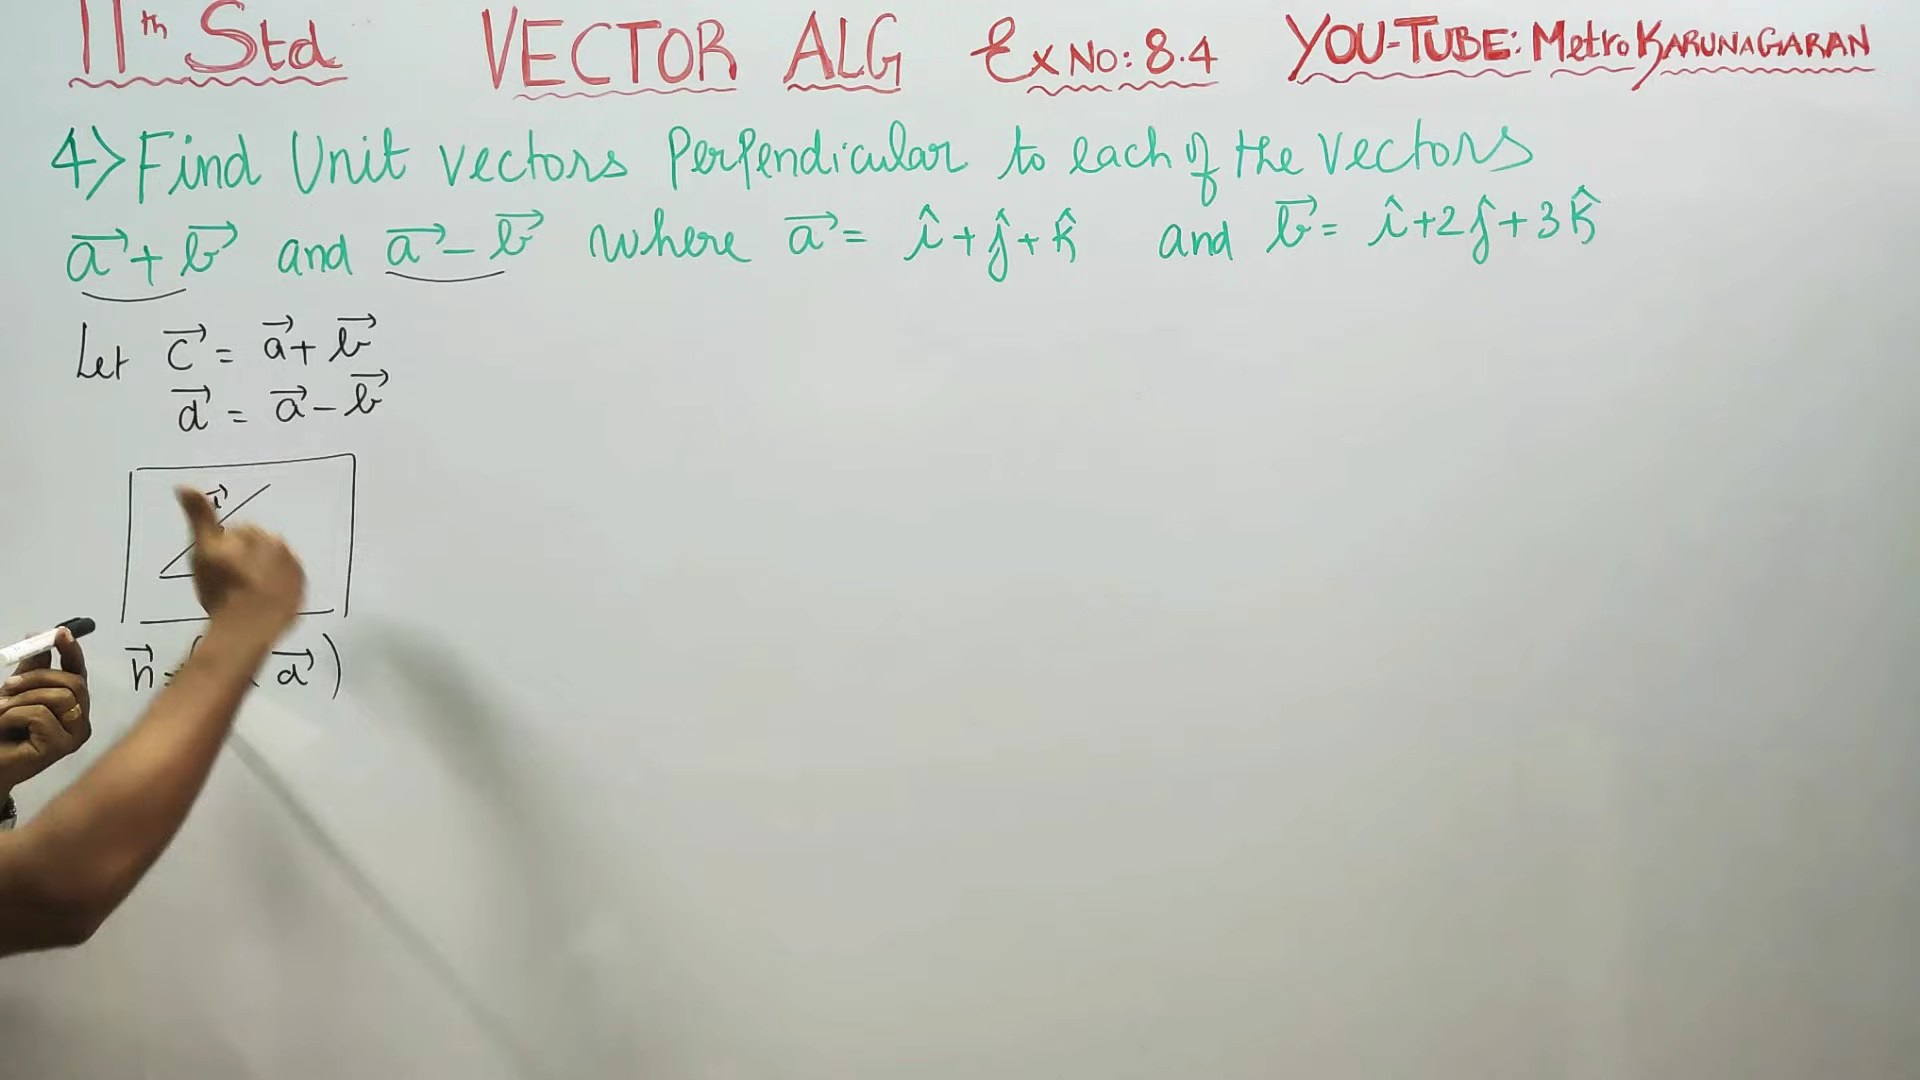 11th Std VECTOR ALG Ex No: 8.4 YOU-TUBE: Metro KARUNAGARAN
4) Find Unit vectors Perpendicular to each of the vectors
a⃗ + b⃗ and a⃗ - b⃗ where a⃗ = î + ĵ + k̂ and b⃗ = î + 2ĵ + 3k̂
Let c⃗ = a⃗ + b⃗
d⃗ = a⃗ - b⃗
n⃗ = ( d⃗ )